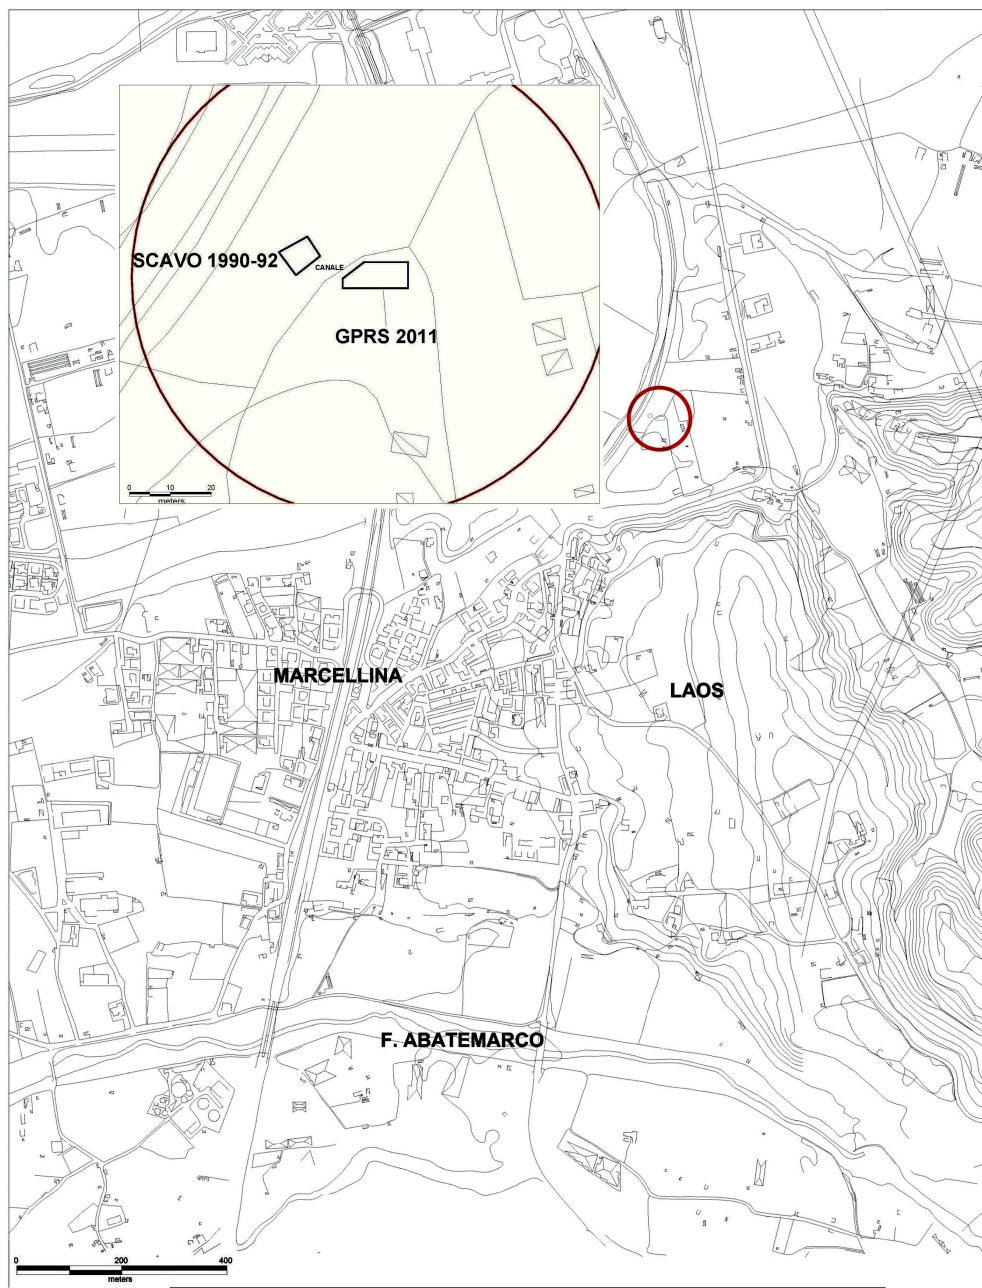 SCAVO 1990-92
CANALE
GPRS 2011
0 10 20
meters
MARCELLINA
LAOS
F. ABATEMARCO
0 200 400
meters